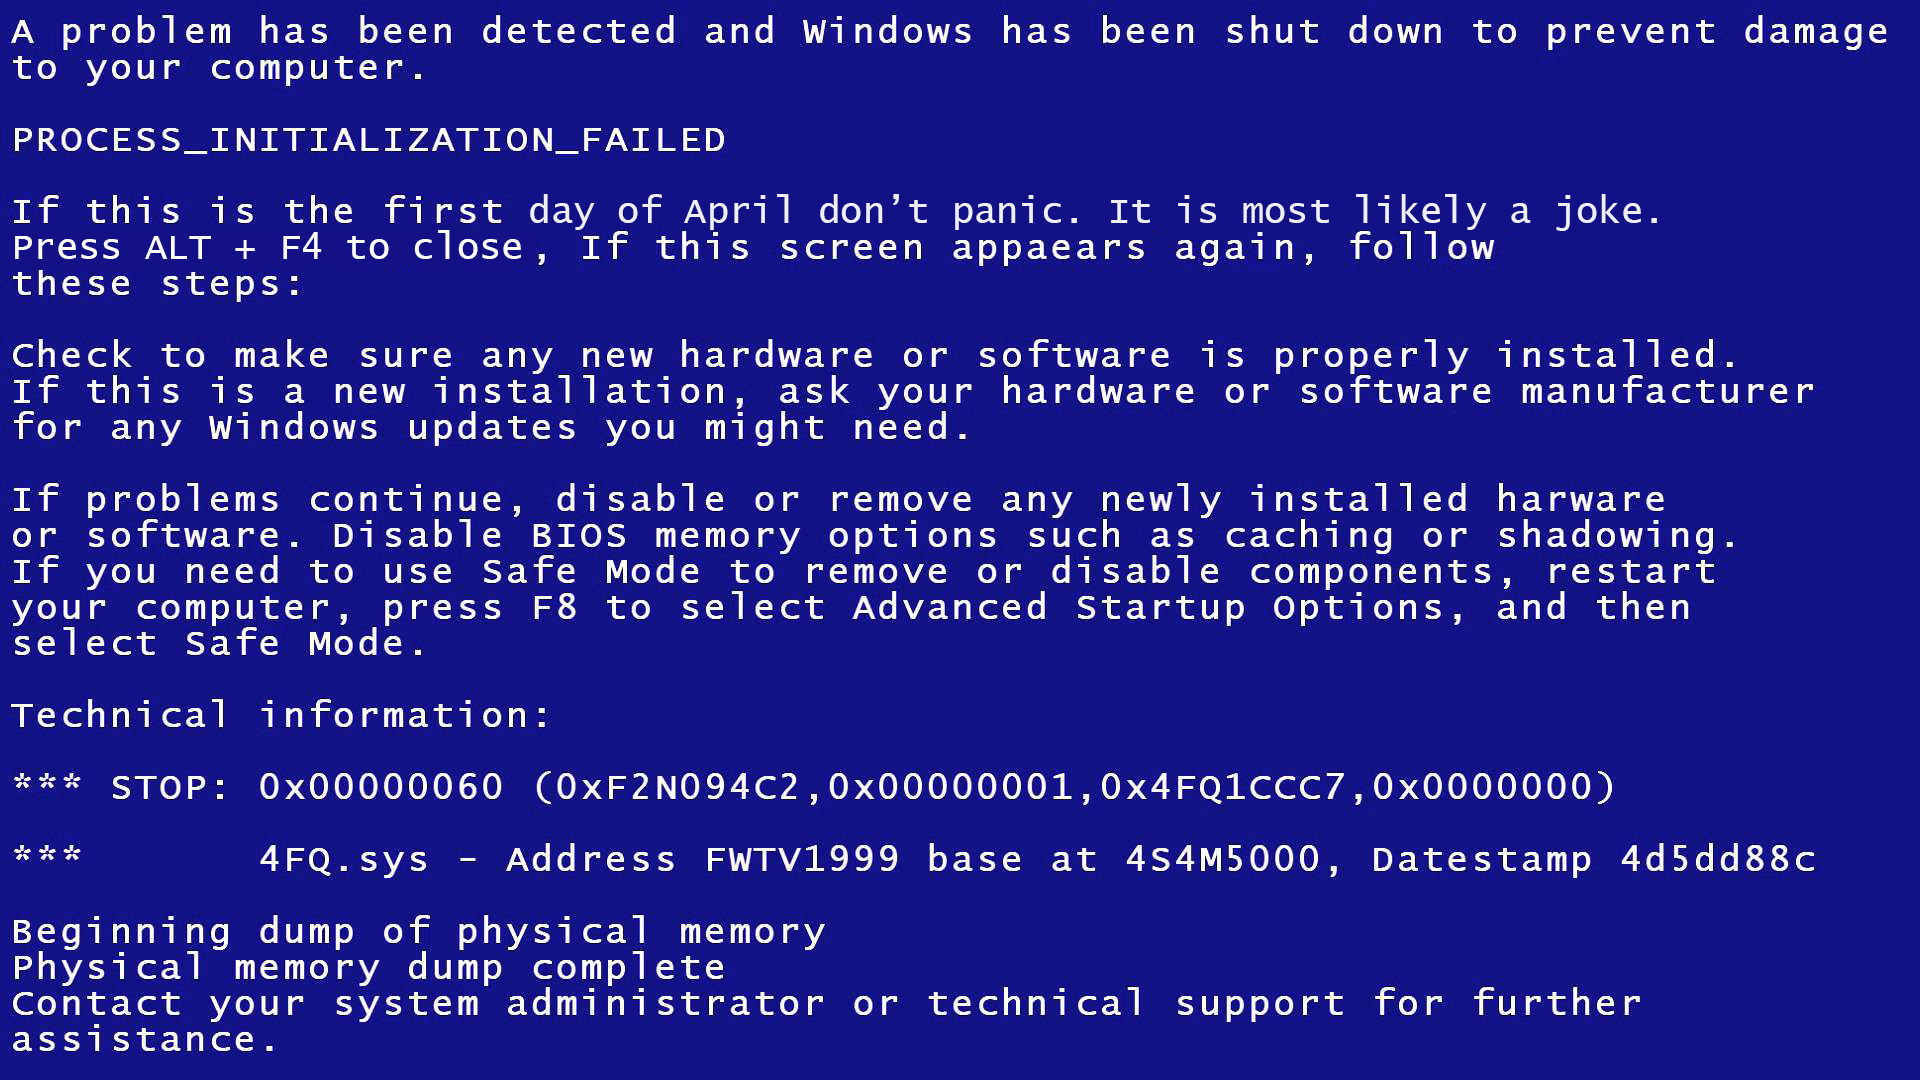 A problem has been detected and Windows has been shut down to prevent damage
to your computer.
PROCESS_INITIALIZATION_FAILED
If this is the first day of April don’t panic. It is most likely a joke.
Press ALT + F4 to close, If this screen appaears again, follow
these steps:
Check to make sure any new hardware or software is properly installed.
If this is a new installation, ask your hardware or software manufacturer
for any Windows updates you might need.
If problems continue, disable or remove any newly installed harware
or software. Disable BIOS memory options such as caching or shadowing.
If you need to use Safe Mode to remove or disable components, restart
your computer, press F8 to select Advanced Startup Options, and then
select Safe Mode.
Technical information:
*** STOP: 0x00000060 (0xF2N094C2,0x00000001,0x4FQ1CCC7,0x0000000)
*** 4FQ.sys – Address FWTV1999 base at 4S4M5000, Datestamp 4d5dd88c
Beginning dump of physical memory
Physical memory dump complete
Contact your system administrator or technical support for further
assistance.